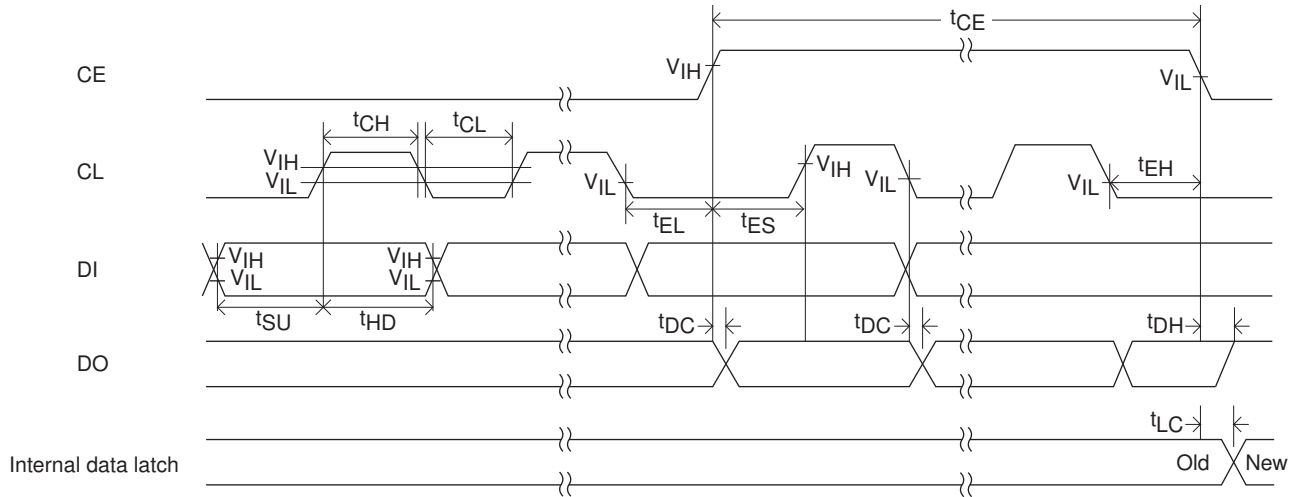 tCE
CE
VIH
VIL
tCH
tCL
CL
VIH
VIL
VIL
VIH
VIL
VIL
tEH
tEL
tES
DI
VIH
VIL
VIH
VIL
tSU
tHD
tDC
tDC
tDH
DO
tLC
Internal data latch
Old
New